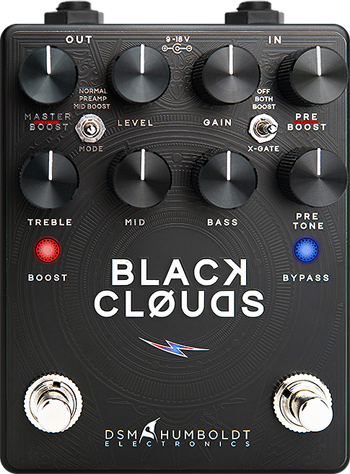 OUT 9-18V IN
NORMAL
PREAMP
MID BOOST
OFF
BOTH
BOOST
MASTER
BOOST
LEVEL
GAIN
PRE
BOOST
MODE
X-GATE
TREBLE
MID
BASS
PRE
TONE
BOOST
BYPASS
BLACK
CLØUDS
DSM HUMBOLDT
ELECTRONICS